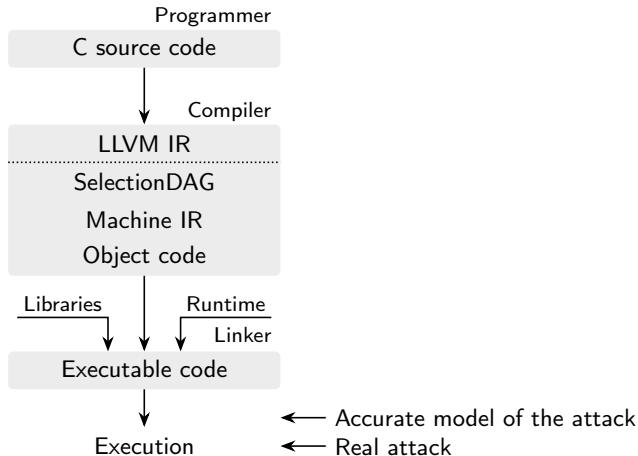 Programmer
C source code
Compiler
LLVM IR
SelectionDAG
Machine IR
Object code
Libraries
Runtime
Linker
Executable code
Accurate model of the attack
Execution
Real attack